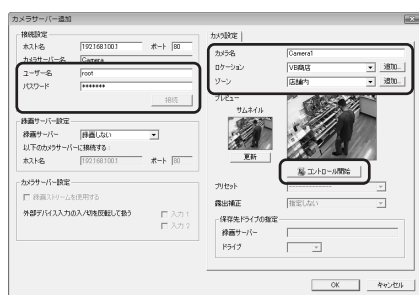 カメラサーバー追加
接続設定
ホスト名 1921681001 ポート 80
カメラサーバー名 Camera
ユーザー名 root
パスワード *******
接続
録画サーバー設定
録画サーバー 録画しない
以下のカメラサーバーに接続する:
ホスト名 1921681001 ポート 80
カメラサーバー設定
録画ストリームを使用する
外部デバイス入力の入/切を反転して扱う 入力1
入力2
カメラ設定
カメラ名 Camera1
ロケーション VB商店 追加...
ゾーン 店舗内 追加...
プレビュー
サムネイル
更新
コントロール開始
プリセット ---------------
露出補正 指定しない
保存先ドライブの指定
録画サーバー
ドライブ -
OK キャンセル